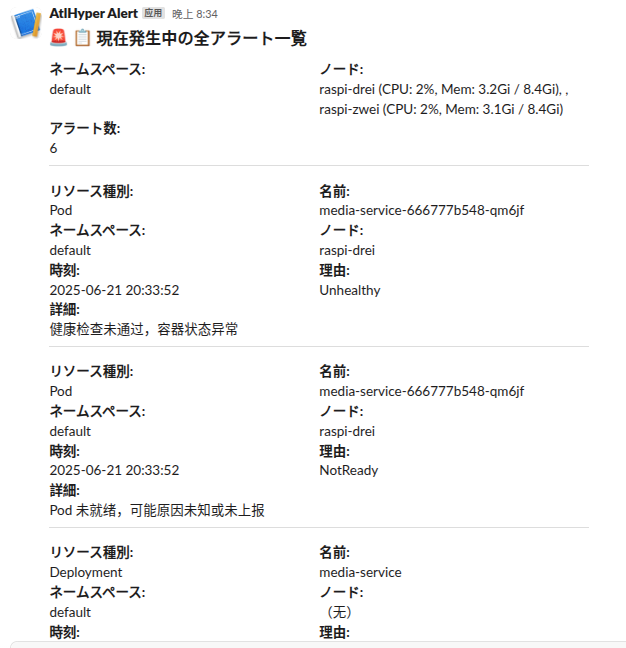 AtlHyper Alert 应用 晚上 8:34
🚨 📋 現在発生中の全アラート一覧
ネームスペース: ノード:
default raspi-drei (CPU: 2%, Mem: 3.2Gi / 8.4Gi), ,
raspi-zwei (CPU: 2%, Mem: 3.1Gi / 8.4Gi)
アラート数:
6
リソース種別: 名前:
Pod media-service-666777b548-qm6jf
ネームスペース: ノード:
default raspi-drei
時刻: 理由:
2025-06-21 20:33:52 Unhealthy
詳細:
健康检查未通过，容器状态异常
リソース種別: 名前:
Pod media-service-666777b548-qm6jf
ネームスペース: ノード:
default raspi-drei
時刻: 理由:
2025-06-21 20:33:52 NotReady
詳細:
Pod 未就绪，可能原因未知或未上报
リソース種別: 名前:
Deployment media-service
ネームスペース: ノード:
default （无）
時刻: 理由: